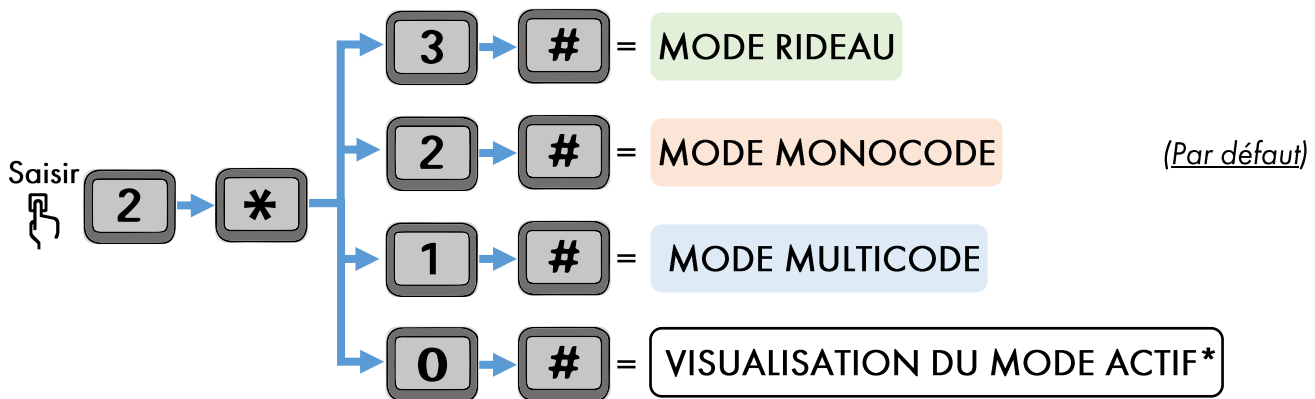 3 # = MODE RIDEAU
2 # = MODE MONOCODE (Par défaut)
Saisir
2 *
1 # = MODE MULTICODE
0 # = VISUALISATION DU MODE ACTIF*